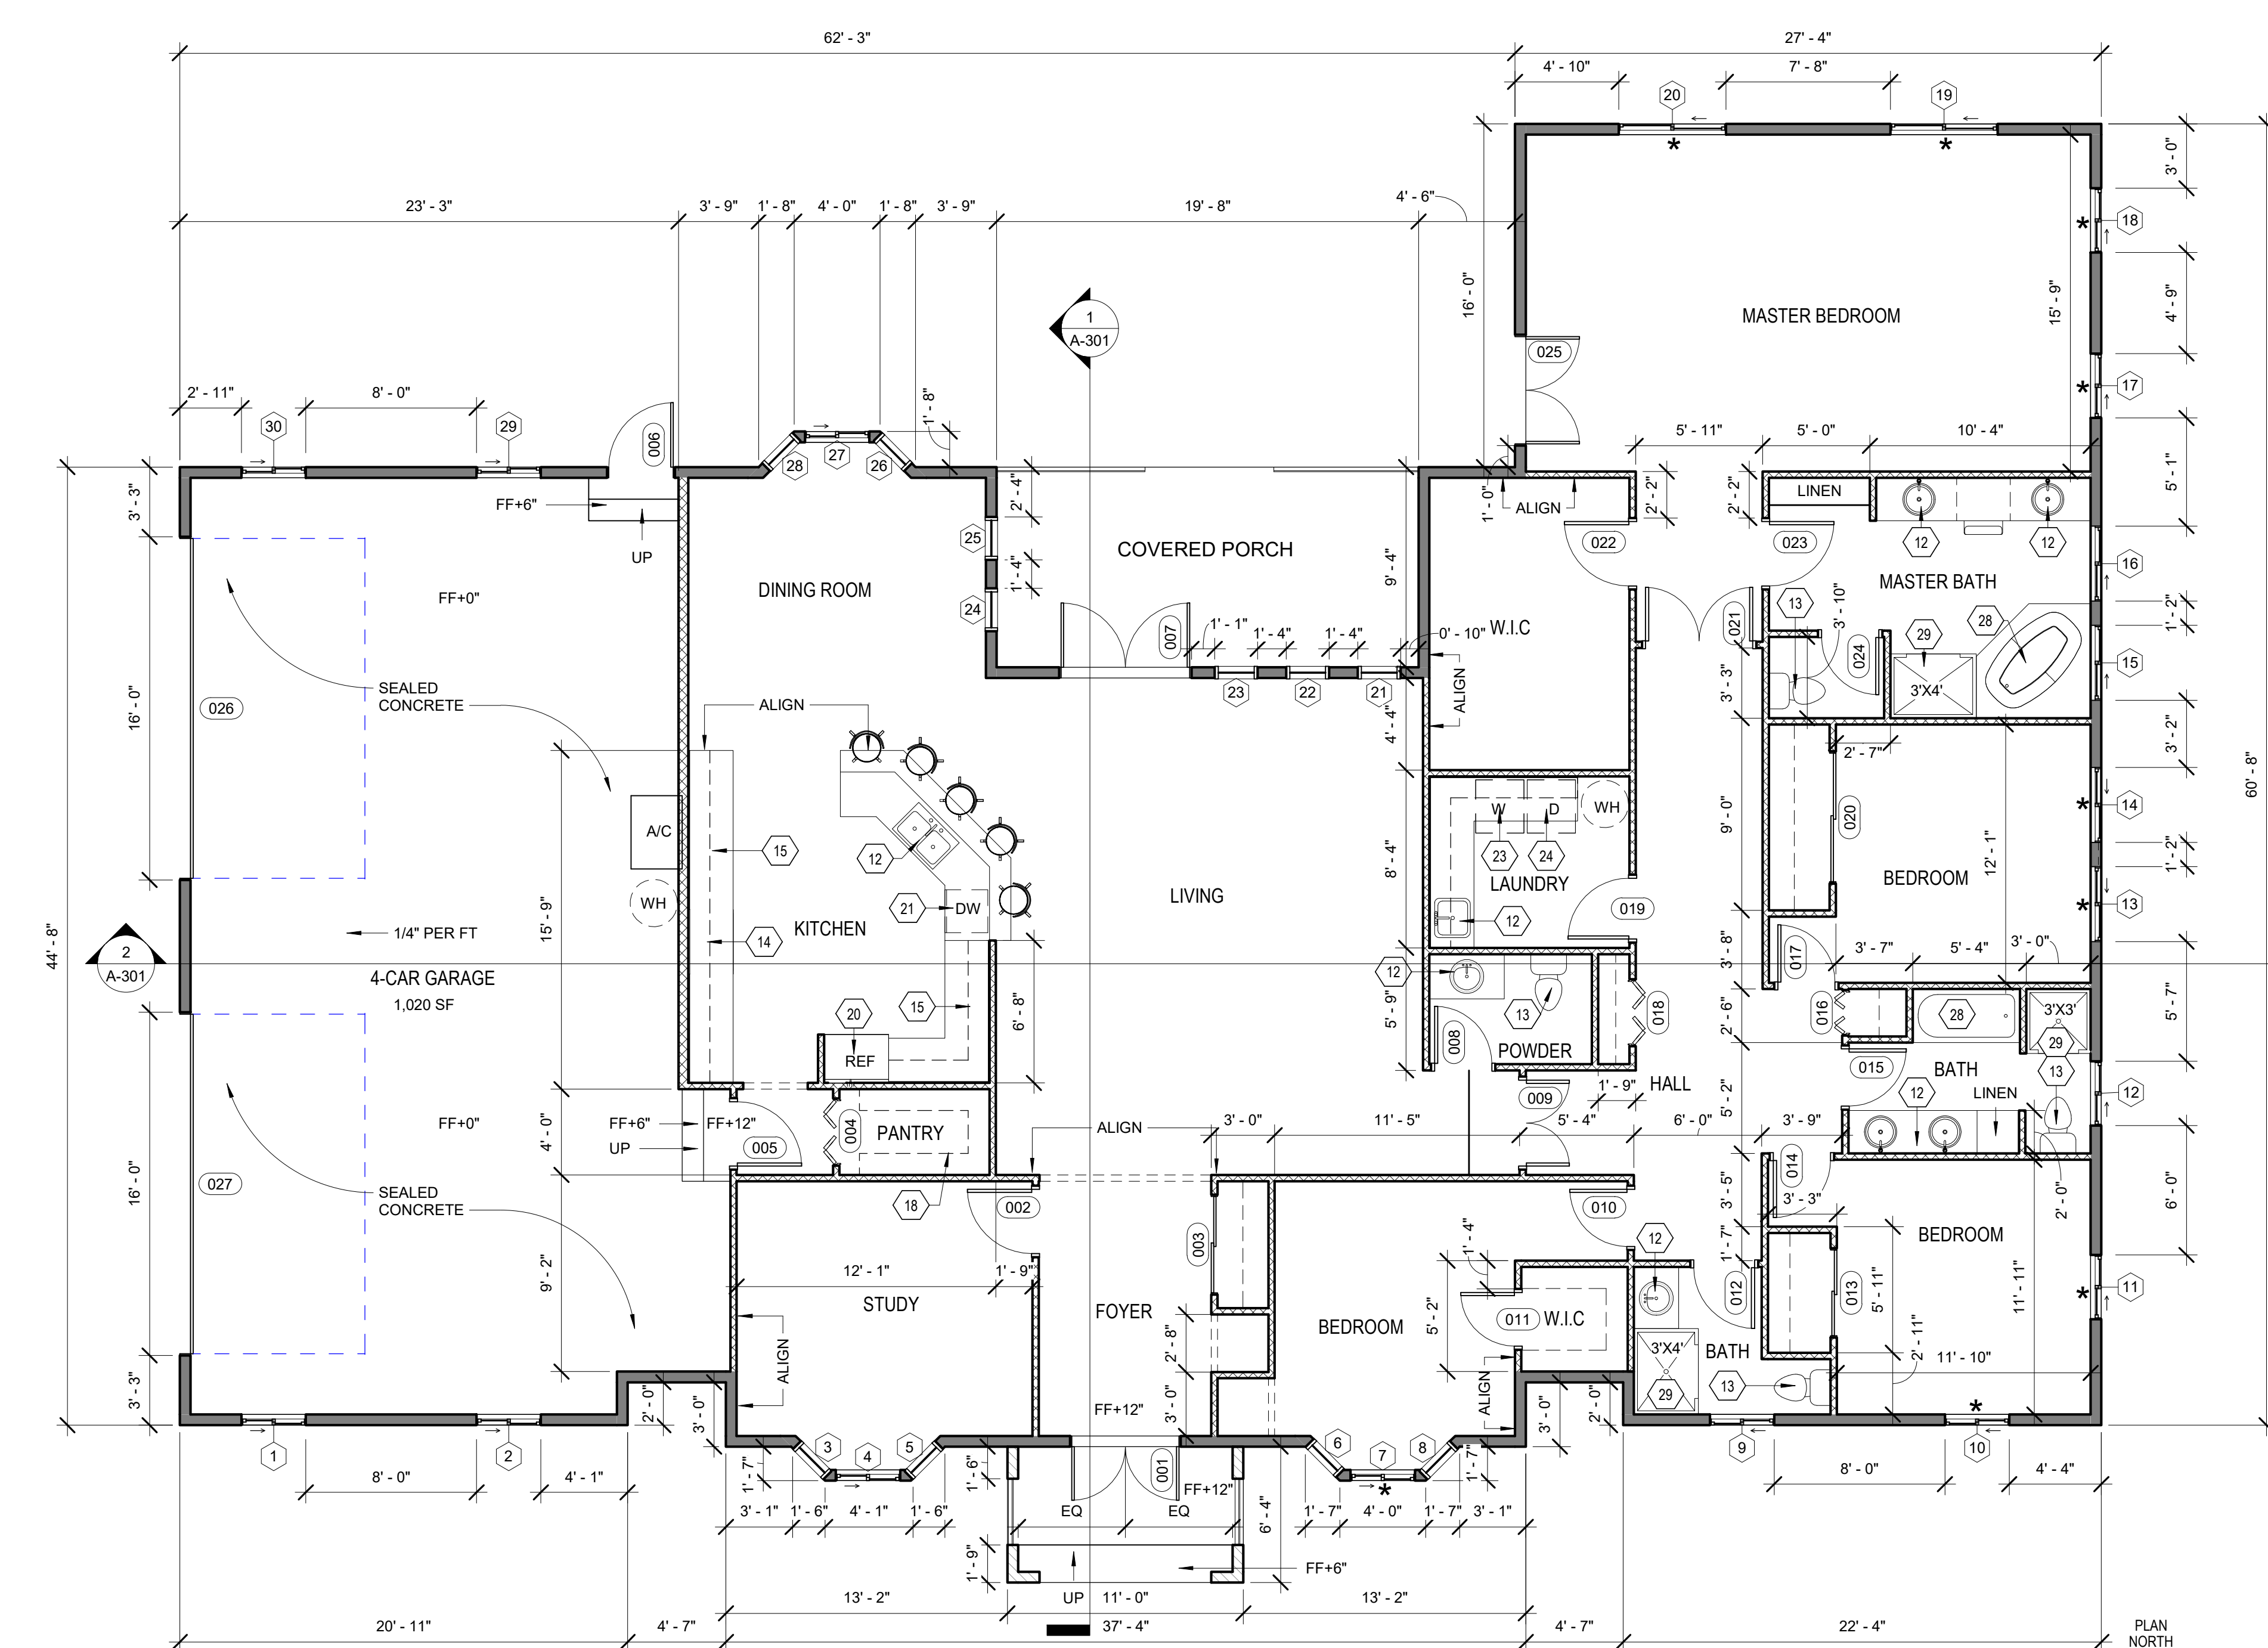 62' - 3"
27' - 4"
4' - 10"
7' - 8"
20
19
3' - 0"
23' - 3"
3' - 9"
1' - 8"
4' - 0"
1' - 8"
3' - 9"
19' - 8"
4' - 6"
18
16' - 0"
1
A-301
MASTER BEDROOM
15' - 9"
4' - 9"
025
17
2' - 11"
8' - 0"
1' - 8"
30
29
006
28
27
26
5' - 11"
5' - 0"
10' - 4"
5' - 1"
3' - 3"
FF+6"
UP
2' - 4"
1' - 0"
ALIGN
2' - 2"
2' - 2"
LINEN
25
COVERED PORCH
9' - 4"
022
023
12
12
16
DINING ROOM
1' - 4"
24
MASTER BATH
FF+0"
13
3' - 10"
28
1' - 2"
007
1' - 1"
1' - 4"
1' - 4"
0' - 10"
W.I.C
021
29
024
15
SEALED
CONCRETE
23
22
21
ALIGN
3' - 3"
3'X4'
026
16' - 0"
ALIGN
4' - 4"
2' - 7"
3' - 2"
60' - 8"
W
D
WH
14
A/C
15
12
23
24
8' - 4"
9' - 0"
020
12' - 1"
1' - 2"
WH
21
DW
LIVING
LAUNDRY
BEDROOM
13
15' - 9"
KITCHEN
14
12
019
44' - 8"
1/4" PER FT
3' - 8"
017
3' - 7"
5' - 4"
3' - 0"
2
A-301
4-CAR GARAGE
1,020 SF
6' - 8"
12
20
15
5' - 9"
13
018
2' - 6"
016
28
3'X3'
29
5' - 7"
REF
008
POWDER
HALL
015
BATH
13
1' - 9"
009
5' - 2"
12
LINEN
12
16' - 0"
FF+0"
FF+6"
UP
FF+12"
005
004
PANTRY
4' - 0"
ALIGN
3' - 0"
11' - 5"
5' - 4"
6' - 0"
3' - 9"
027
SEALED
CONCRETE
18
002
003
010
014
3' - 3"
3' - 5"
2' - 0"
6' - 0"
BEDROOM
12
1' - 4"
1' - 7"
12' - 1"
1' - 9"
STUDY
FOYER
BEDROOM
5' - 2"
011
W.I.C
012
013
5' - 11"
11' - 11"
11
9' - 2"
2' - 8"
ALIGN
3'X4'
BATH
2' - 11"
11' - 10"
3' - 3"
2' - 0"
3' - 0"
FF+12"
3' - 0"
ALIGN
3' - 0"
2' - 0"
29
13
1
2
3
4
5
6
7
8
9
10
8' - 0"
4' - 1"
1' - 7"
1' - 6"
001
FF+12"
1' - 7"
8' - 0"
4' - 4"
3' - 1"
1' - 6"
4' - 1"
1' - 6"
EQ
EQ
6' - 4"
1' - 7"
4' - 0"
1' - 7"
3' - 1"
1' - 9"
FF+6"
13' - 2"
UP
11' - 0"
13' - 2"
20' - 11"
4' - 7"
37' - 4"
4' - 7"
22' - 4"
PLAN
NORTH